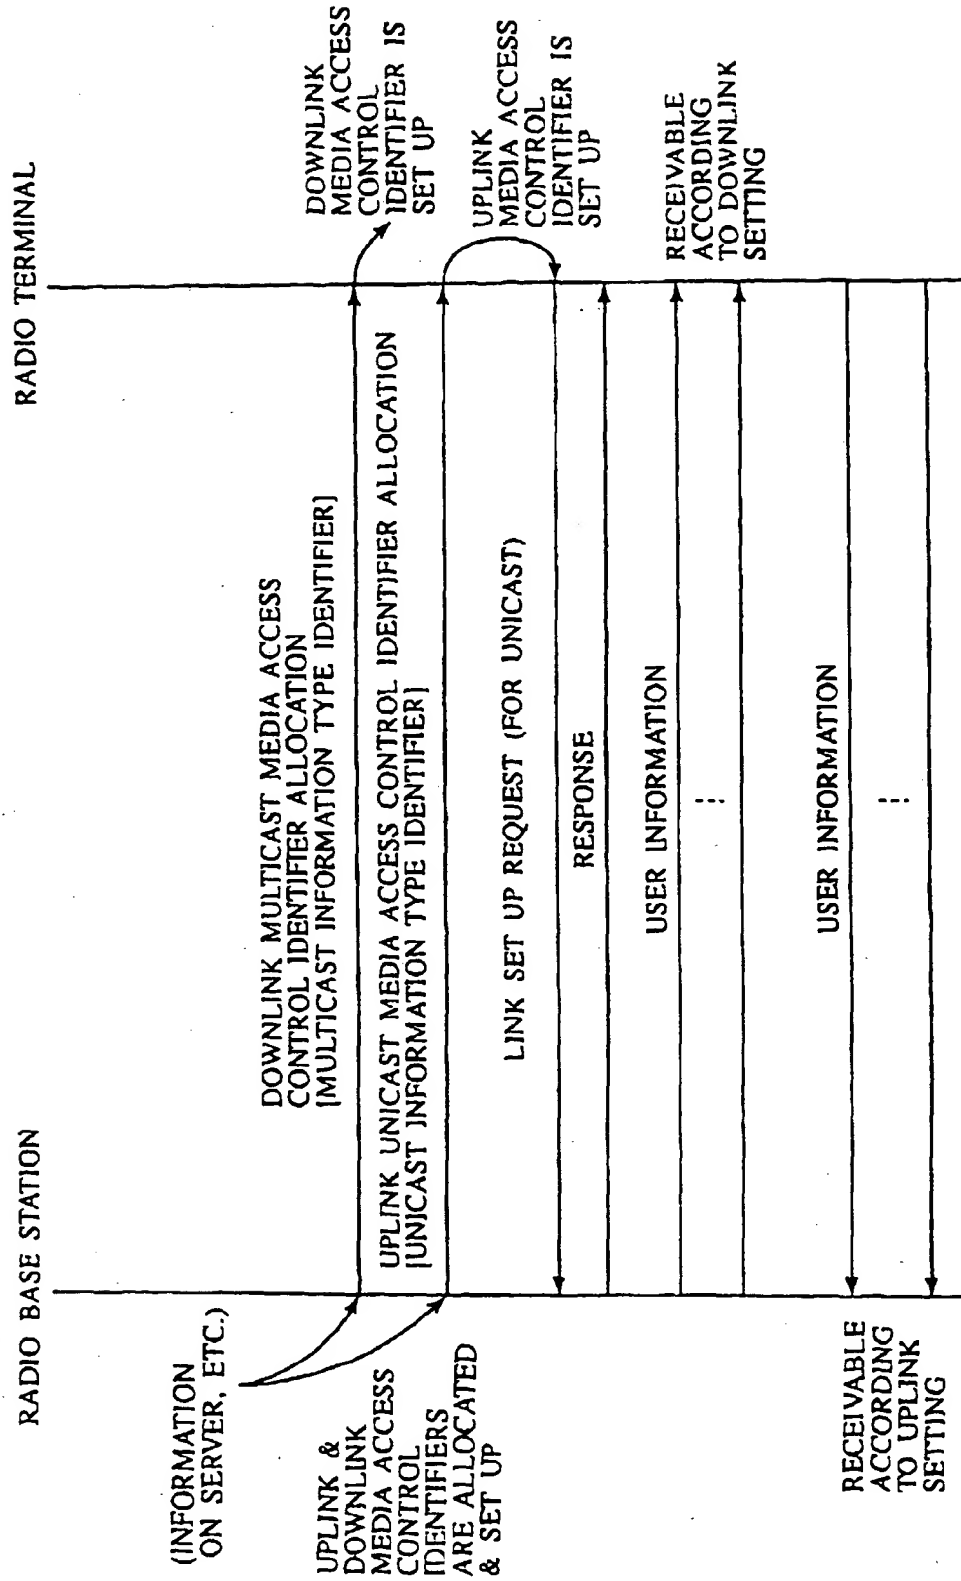 RADIO BASE STATION
RADIO TERMINAL
(INFORMATION
ON SERVER, ETC.)
DOWNLINK MULTICAST MEDIA ACCESS
CONTROL IDENTIFIER ALLOCATION
[MULTICAST INFORMATION TYPE IDENTIFIER]
DOWNLINK
MEDIA ACCESS
CONTROL
IDENTIFIER IS
SET UP
UPLINK &
DOWNLINK
MEDIA ACCESS
CONTROL
IDENTIFIERS
ARE ALLOCATED
& SET UP
UPLINK UNICAST MEDIA ACCESS CONTROL IDENTIFIER ALLOCATION
[UNICAST INFORMATION TYPE IDENTIFIER]
UPLINK
MEDIA ACCESS
CONTROL
IDENTIFIER IS
SET UP
LINK SET UP REQUEST (FOR UNICAST)
RESPONSE
USER INFORMATION
RECEIVABLE
ACCORDING
TO DOWNLINK
SETTING
USER INFORMATION
RECEIVABLE
ACCORDING
TO UPLINK
SETTING